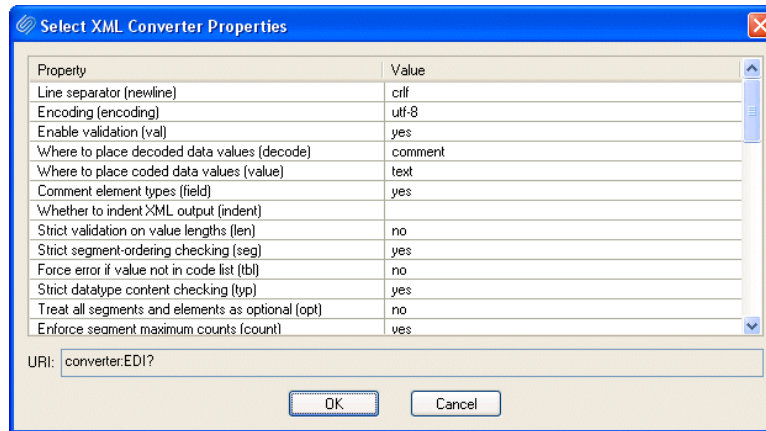 Select XML Converter Properties
Property Value
Line separator (newline) crlf
Encoding (encoding) utf-8
Enable validation (val) yes
Where to place decoded data values (decode) comment
Where to place coded data values (value) text
Comment element types (field) yes
Whether to indent XML output (indent)
Strict validation on value lengths (len) no
Strict segment-ordering checking (seg) yes
Force error if value not in code list (tbl) no
Strict datatype content checking (typ) yes
Treat all segments and elements as optional (opt) no
Enforce segment maximum counts (count) yes
URI: converter:EDI?
OK Cancel